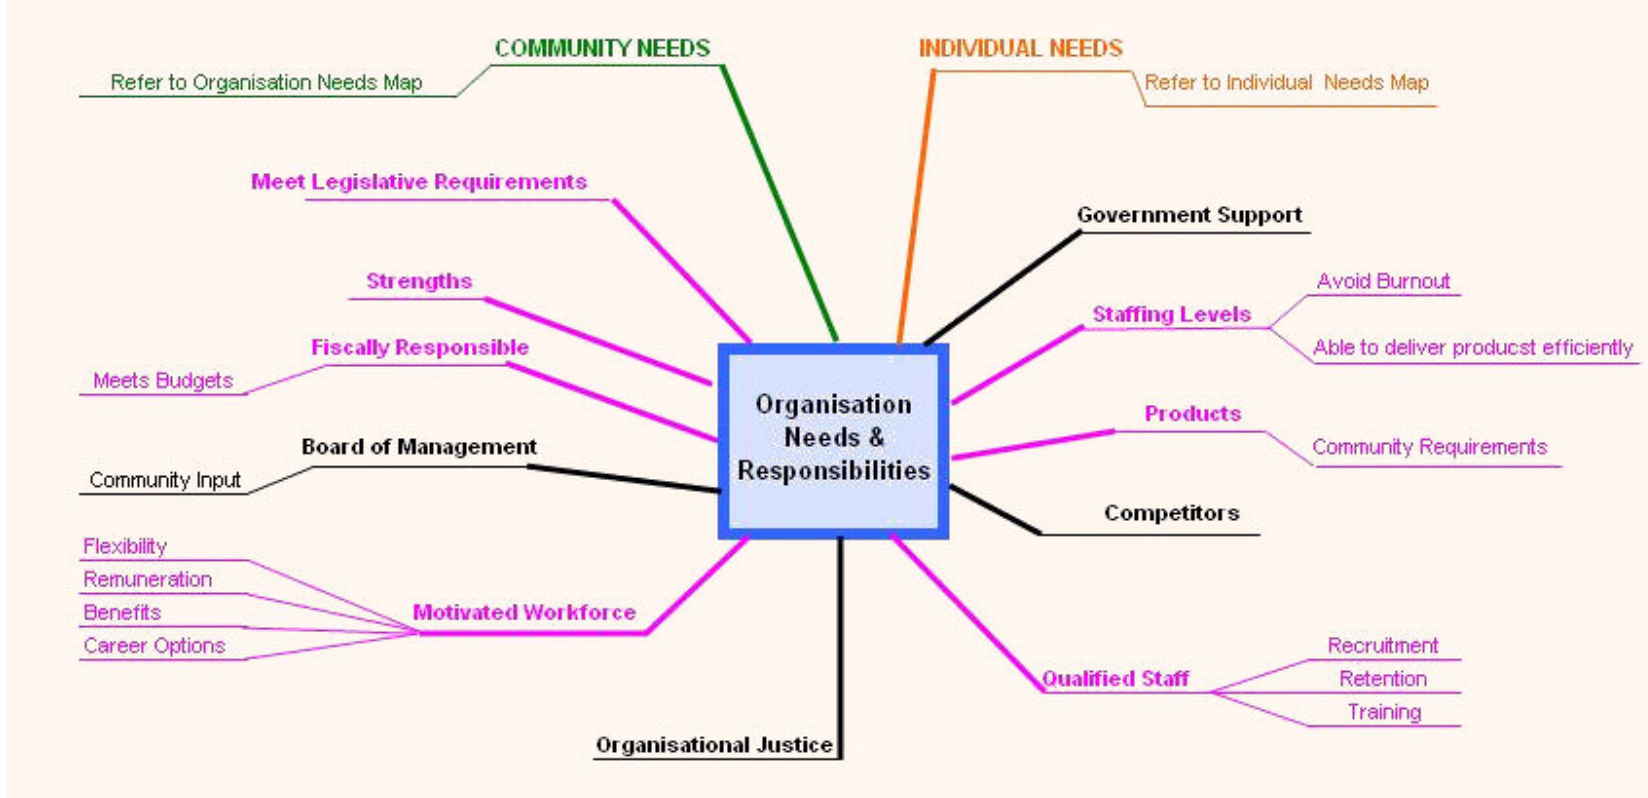 COMMUNITY NEEDS
Refer to Organisation Needs Map
INDIVIDUAL NEEDS
Refer to Individual Needs Map
Meet Legislative Requirements
Government Support
Strengths
Staffing Levels
Avoid Burnout
Able to deliver producst efficiently
Fiscally Responsible
Meets Budgets
Organisation
Needs &
Responsibilities
Products
Community Requirements
Board of Management
Community Input
Competitors
Motivated Workforce
Flexibility
Remuneration
Benefits
Career Options
Qualified Staff
Recruitment
Retention
Training
Organisational Justice